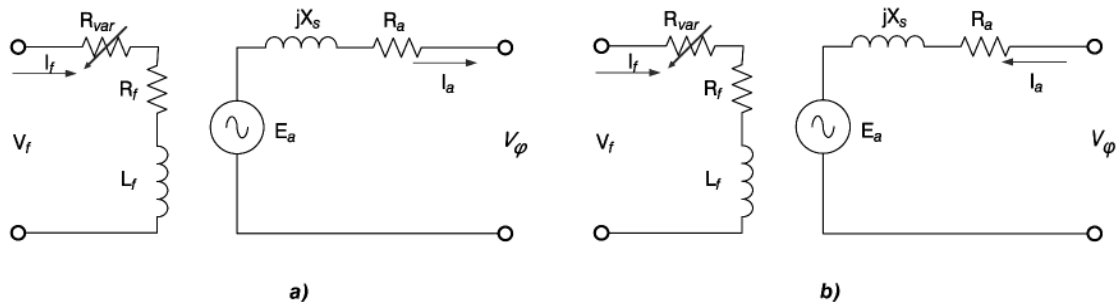 R_var
jX_s
R_a
I_f
I_a
R_f
V_f
E_a
V_φ
L_f
a)
R_var
jX_s
R_a
I_f
I_a
R_f
V_f
E_a
V_φ
L_f
b)